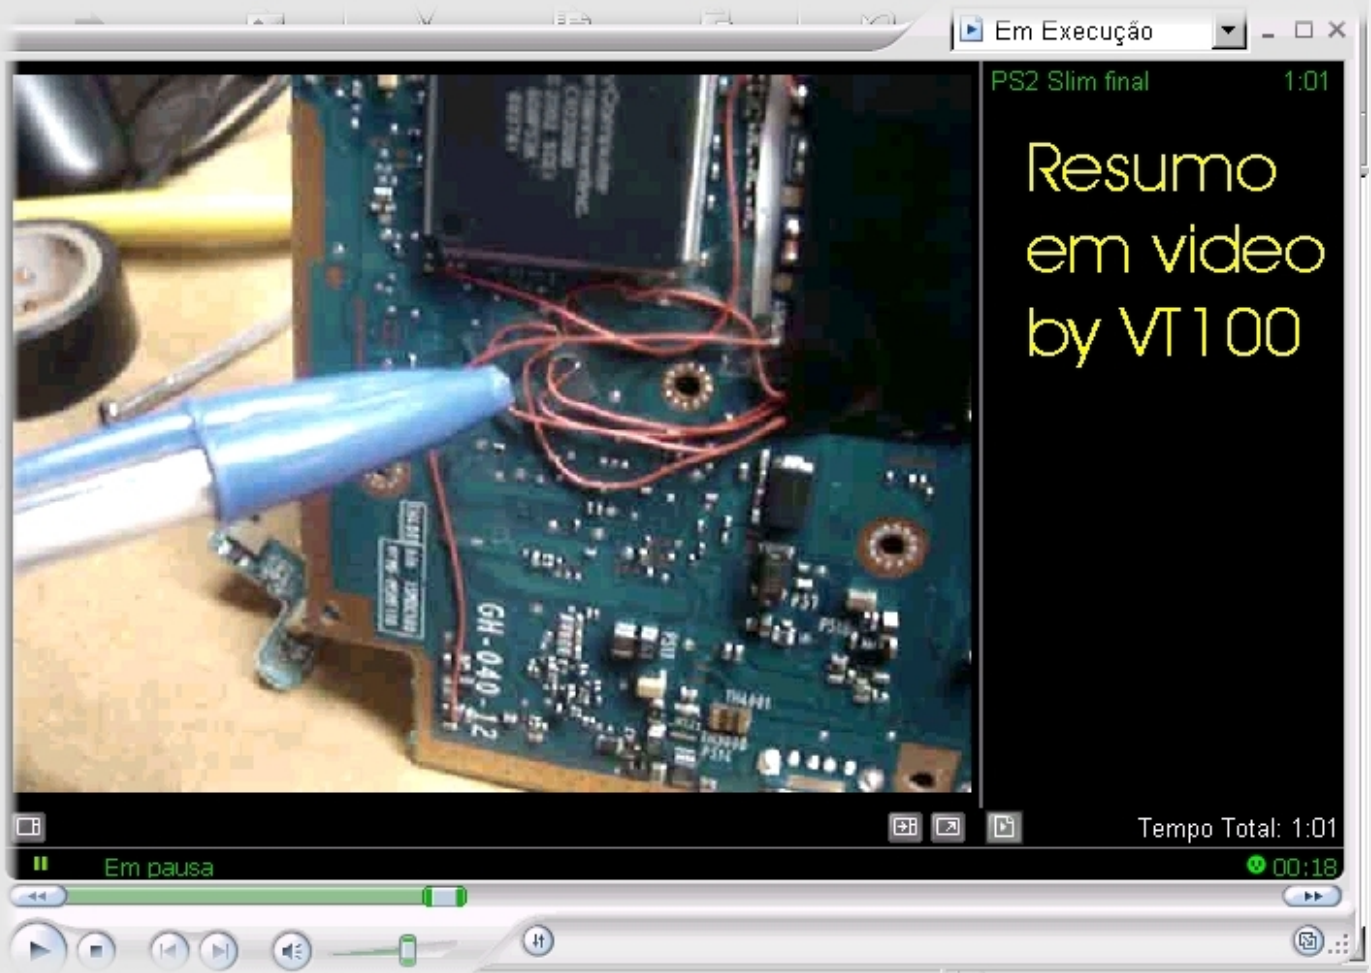 Em Execução
PS2 Slim final 1:01
Resumo
em video
by VT100
GH-040-12
TH4001
Tempo Total: 1:01
Em pausa
00:18